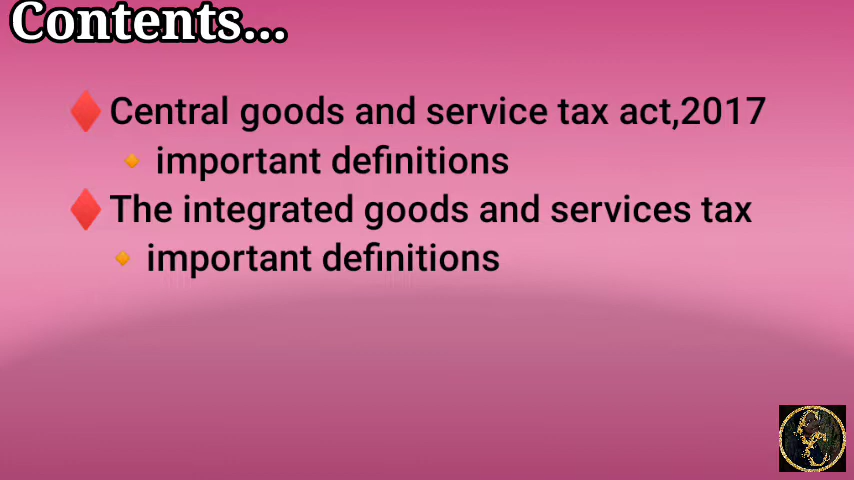 Contents...
Central goods and service tax act,2017
important definitions
The integrated goods and services tax
important definitions